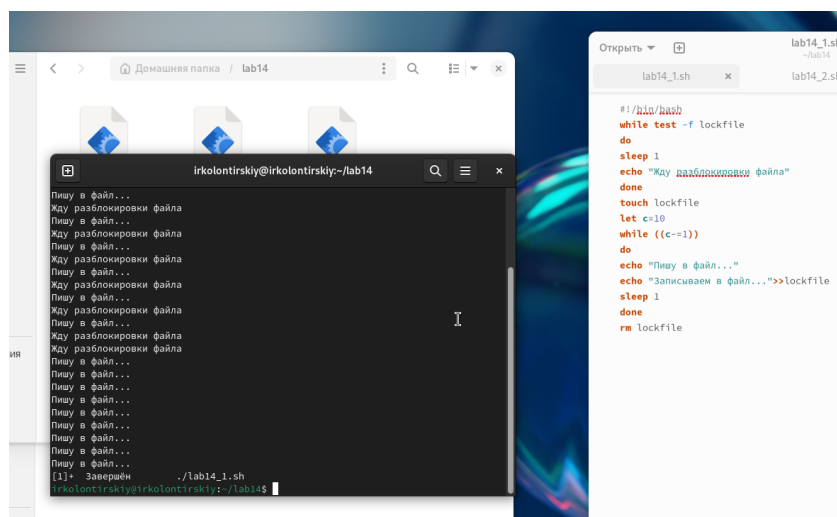 Домашняя папка / lab14
irkolontirskiy@irkolontirskiy:~/lab14
Пишу в файл...
Жду разблокировки файла
Пишу в файл...
Жду разблокировки файла
Пишу в файл...
Жду разблокировки файла
Пишу в файл...
Жду разблокировки файла
Пишу в файл...
Жду разблокировки файла
Пишу в файл...
Жду разблокировки файла
Жду разблокировки файла
Пишу в файл...
Пишу в файл...
Пишу в файл...
Пишу в файл...
Пишу в файл...
Пишу в файл...
Пишу в файл...
Пишу в файл...
Пишу в файл...
[1]+  Завершён        ./lab14_1.sh
irkolontirskiy@irkolontirskiy:~/lab14$
ия
Открыть
lab14_1.sh
~/lab14
lab14_1.sh
lab14_2.sh
#!/bin/bash
while test -f lockfile
do
sleep 1
echo "Жду разблокировки файла"
done
touch lockfile
let c=10
while ((c-=1))
do
echo "Пишу в файл..."
echo "Записываем в файл...">>lockfile
sleep 1
done
rm lockfile